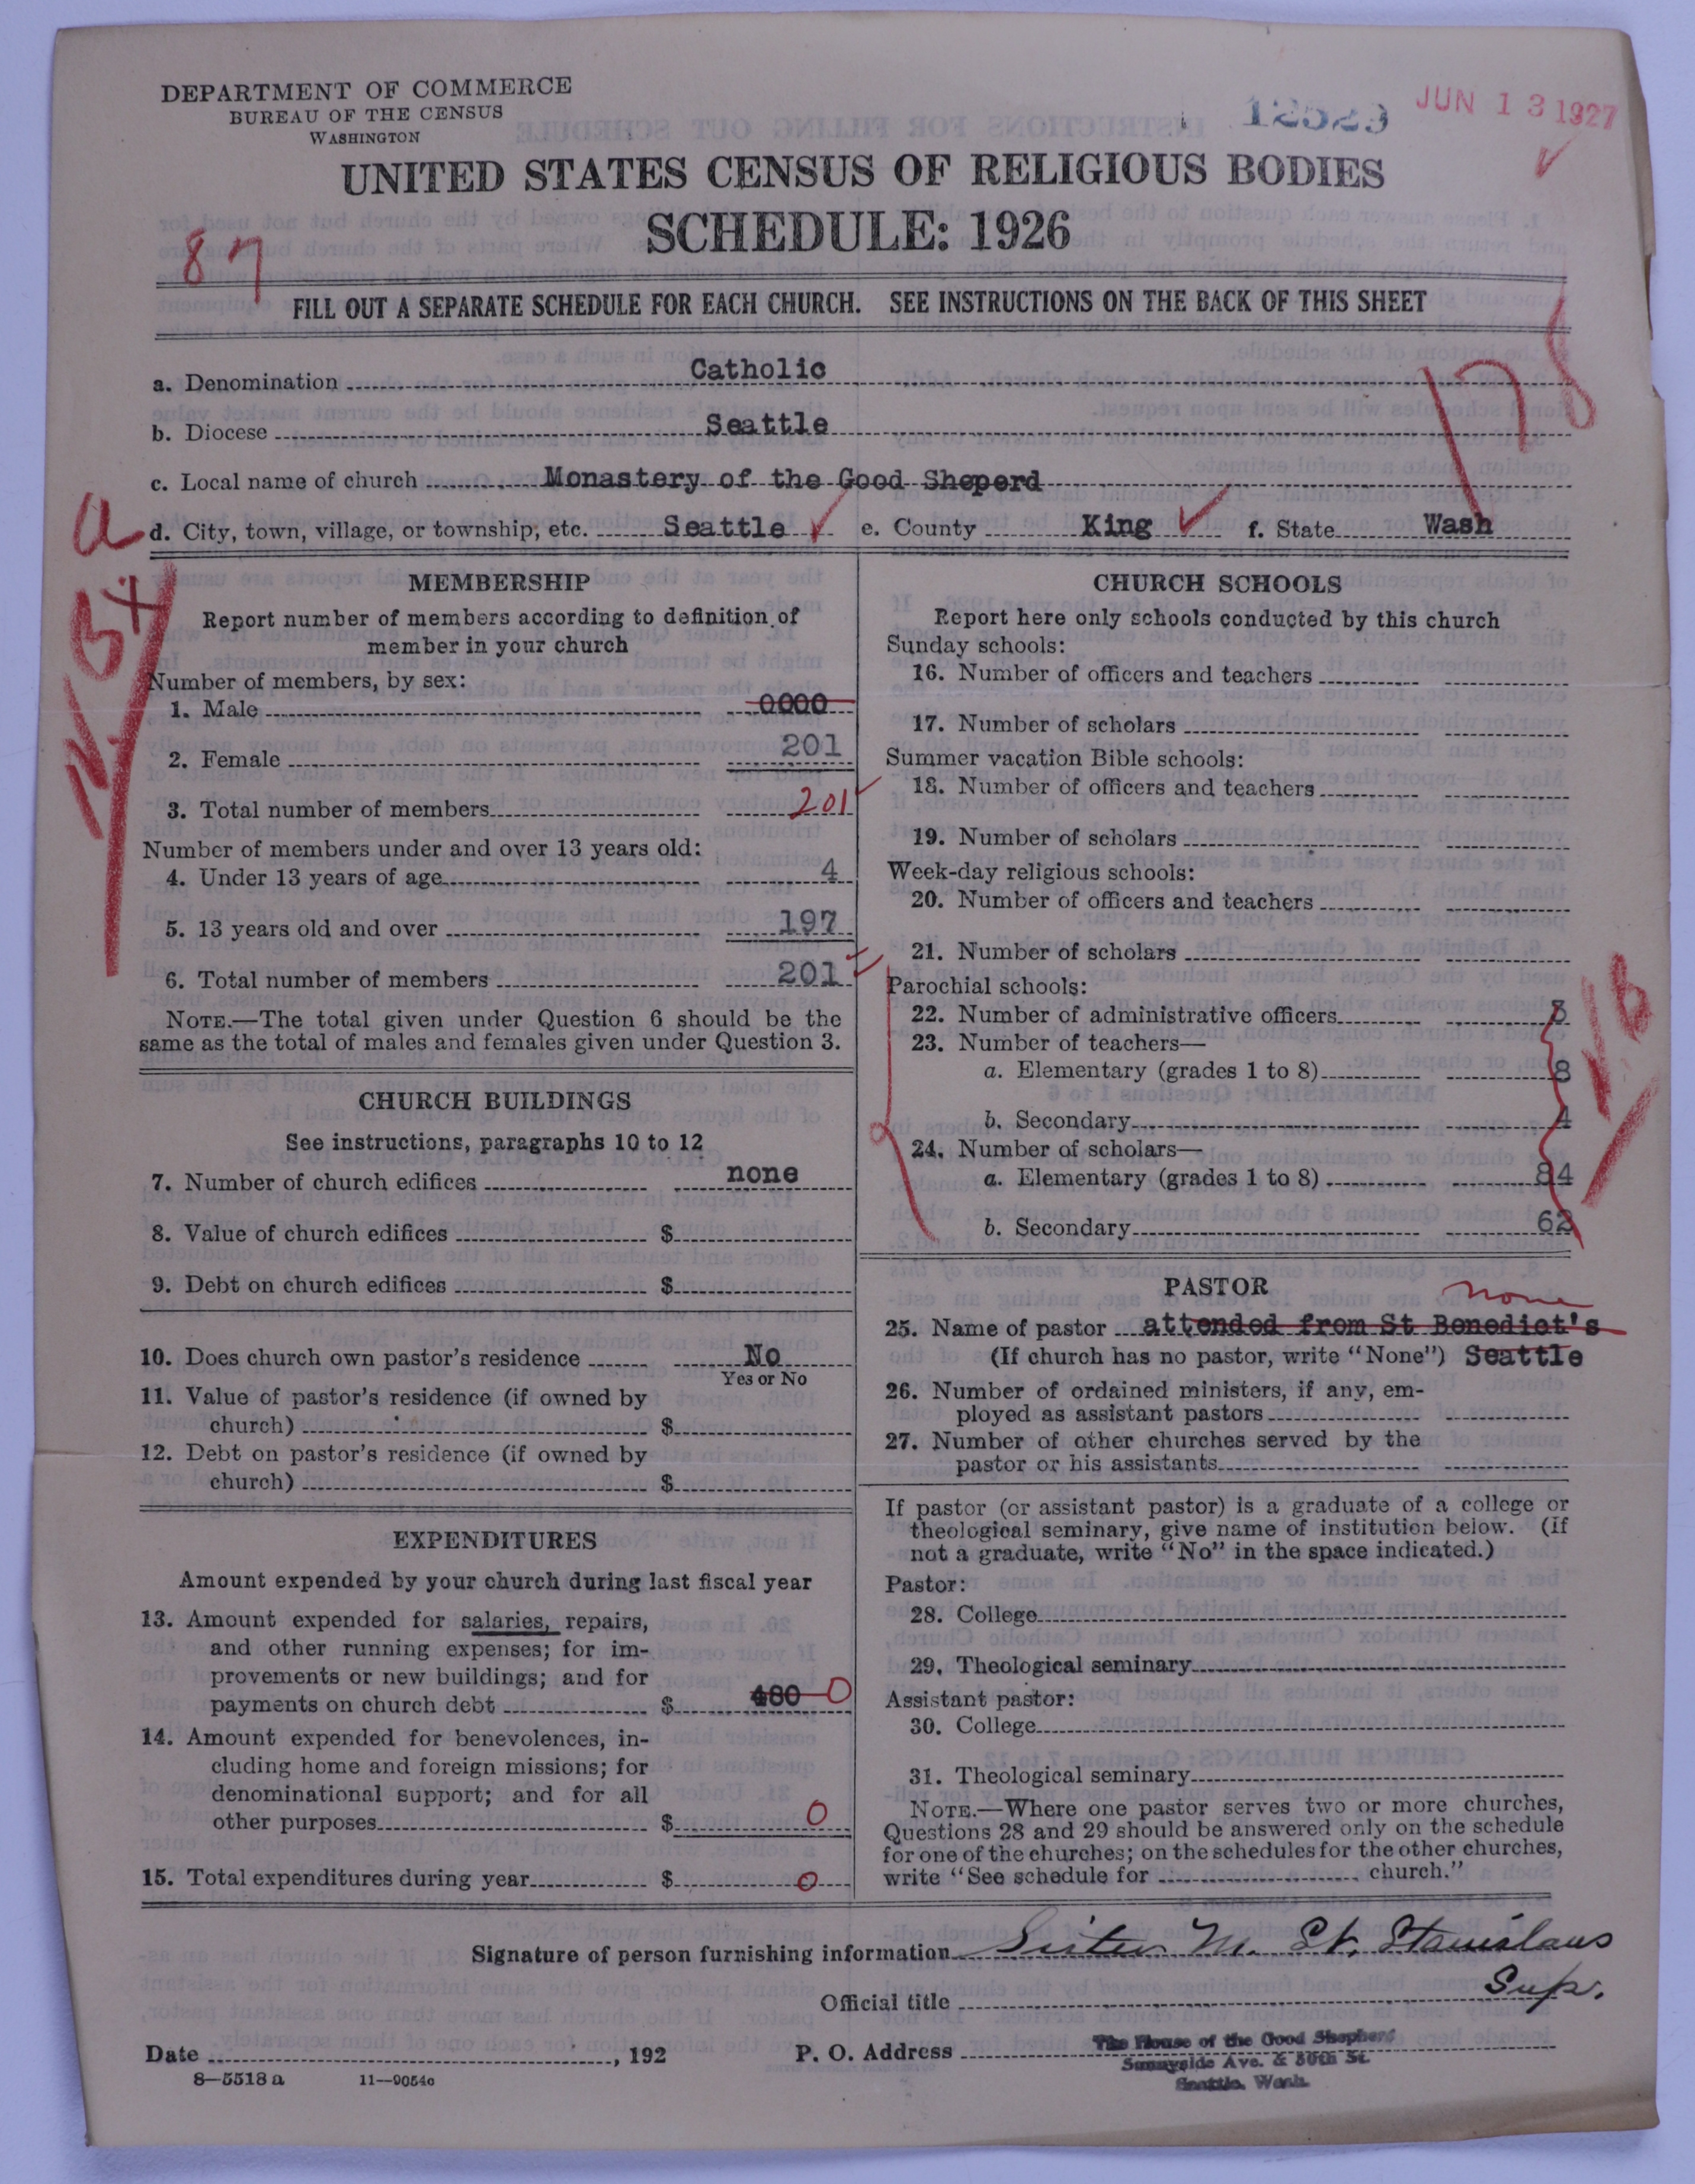 DEPARTMENT OF COMMERCE
BUREAU OF THE CENSUS
WASHINGTON
12529 JUN 13 1927
UNITED STATES CENSUS OF RELIGIOUS BODIES
SCHEDULE: 1926
87
FILL OUT A SEPARATE SCHEDULE FOR EACH CHURCH. SEE INSTRUCTIONS ON THE BACK OF THIS SHEET
178
a. Denomination Catholic
b. Diocese Seattle
c. Local name of church Monastery of the Good Sheperd
a
d. City, town, village, or township, etc. Seattle e. County King f. State Wash
MEMBERSHIP
Report number of members according to definition of
member in your church
Number of members, by sex:
1. Male 0000
2. Female 201
3. Total number of members 201
Number of members under and over 13 years old:
4. Under 13 years of age 4
5. 13 years old and over 197
6. Total number of members 201
NOTE.—The total given under Question 6 should be the
same as the total of males and females given under Question 3.
CHURCH BUILDINGS
See instructions, paragraphs 10 to 12
7. Number of church edifices none
8. Value of church edifices $
9. Debt on church edifices $
10. Does church own pastor's residence No
Yes or No
11. Value of pastor's residence (if owned by
church) $
12. Debt on pastor's residence (if owned by
church) $
EXPENDITURES
Amount expended by your church during last fiscal year
13. Amount expended for salaries, repairs,
and other running expenses; for im-
provements or new buildings; and for
payments on church debt $ 480 0
14. Amount expended for benevolences, in-
cluding home and foreign missions; for
denominational support; and for all
other purposes $ 0
15. Total expenditures during year $ 0
CHURCH SCHOOLS
Report here only schools conducted by this church
Sunday schools:
16. Number of officers and teachers
17. Number of scholars
Summer vacation Bible schools:
18. Number of officers and teachers
19. Number of scholars
Week-day religious schools:
20. Number of officers and teachers
21. Number of scholars
Parochial schools:
22. Number of administrative officers 3
23. Number of teachers—
a. Elementary (grades 1 to 8) 8
b. Secondary 4
24. Number of scholars—
a. Elementary (grades 1 to 8) 84
b. Secondary 62
PASTOR
none
25. Name of pastor attended from St Benedict's
(If church has no pastor, write "None") Seattle
26. Number of ordained ministers, if any, em-
ployed as assistant pastors
27. Number of other churches served by the
pastor or his assistants
If pastor (or assistant pastor) is a graduate of a college or
theological seminary, give name of institution below. (If
not a graduate, write "No" in the space indicated.)
Pastor:
28. College
29. Theological seminary
Assistant pastor:
30. College
31. Theological seminary
NOTE.—Where one pastor serves two or more churches,
Questions 28 and 29 should be answered only on the schedule
for one of the churches; on the schedules for the other churches,
write "See schedule for church."
Signature of person furnishing information Sister M. St. Stanislaus
Official title Sup.
Date , 192 P. O. Address The House of the Good Shepherd
Sunnyside Ave. & 50th St.
Seattle, Wash.
8—5518 a 11—9054c